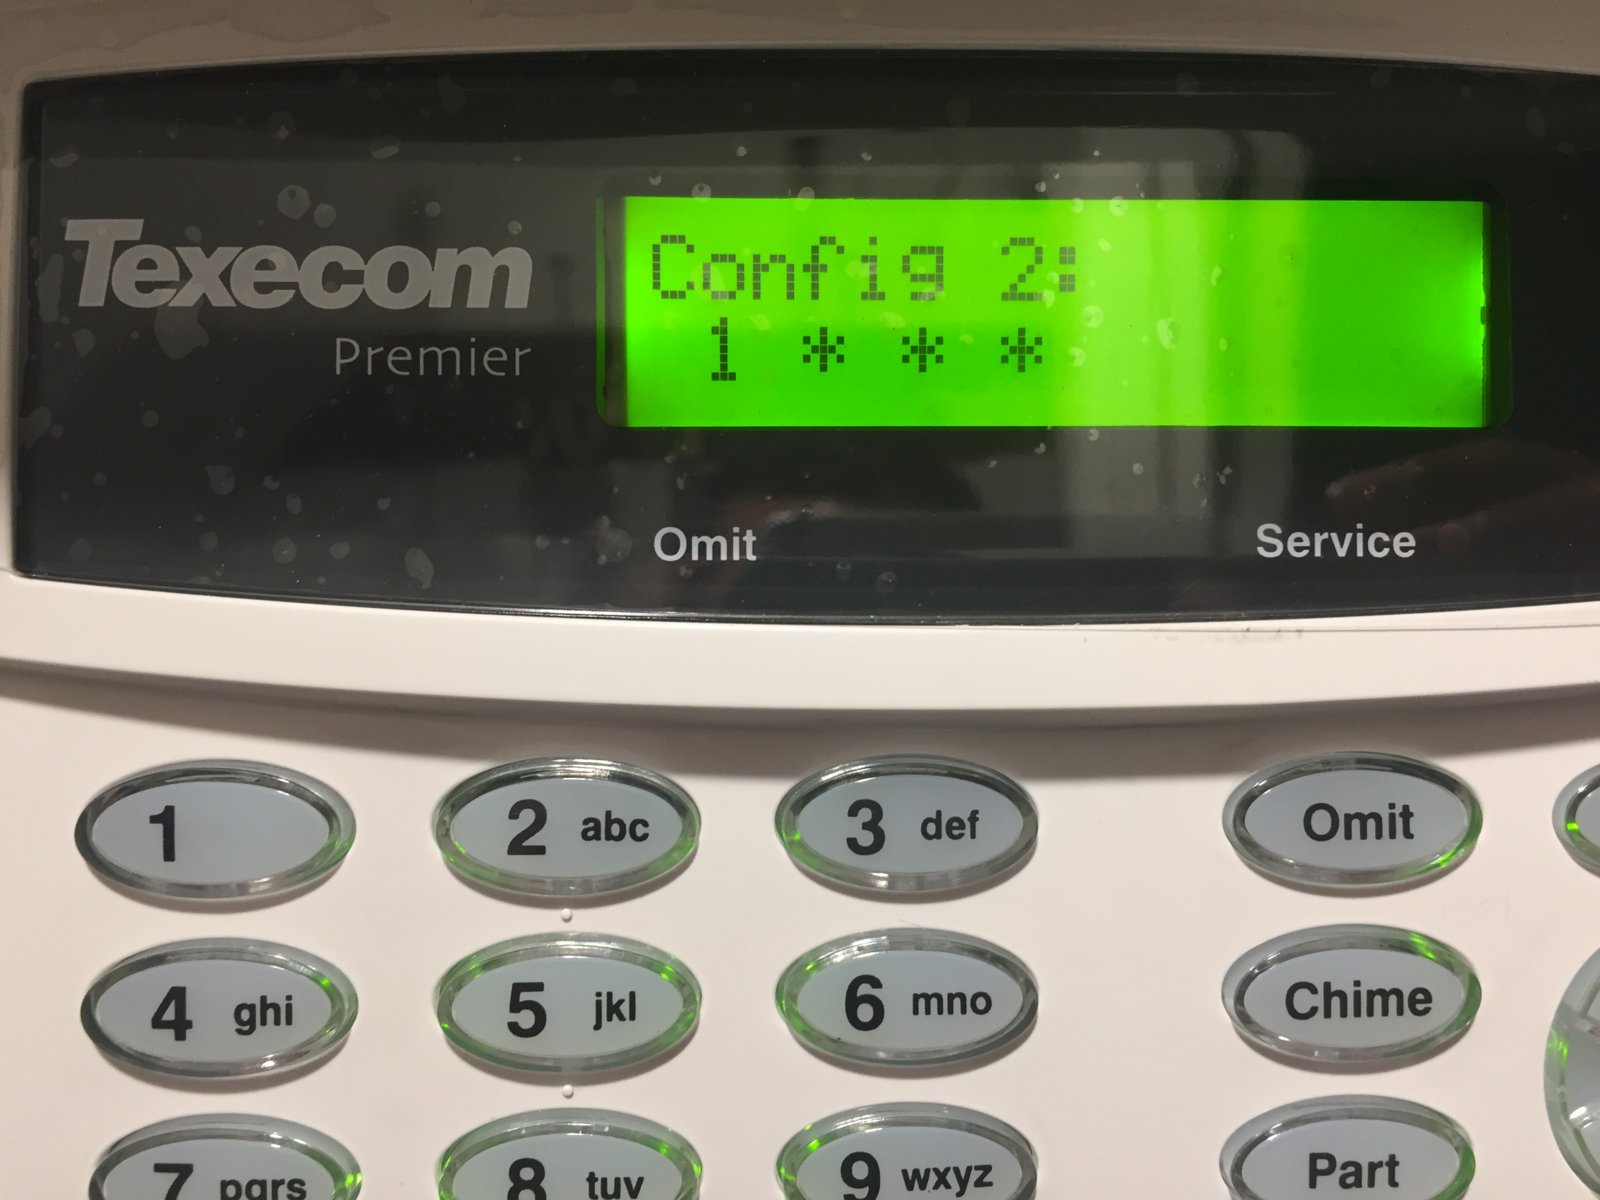 Texecom
Premier
Config 2:
1 * * *
Omit
Service
1
2 abc
3 def
Omit
4 ghi
5 jkl
6 mno
Chime
7 pqrs
8 tuv
9 wxyz
Part